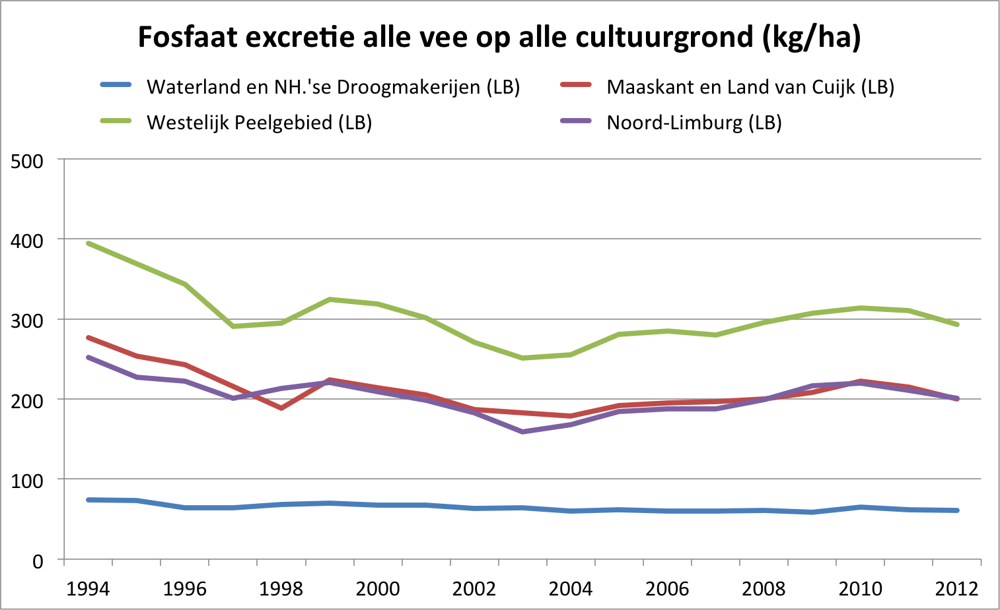 Fosfaat excretie alle vee op alle cultuurgrond (kg/ha)
Waterland en NH.'se Droogmakerijen (LB)
Maaskant en Land van Cuijk (LB)
Westelijk Peelgebied (LB)
Noord-Limburg (LB)
500
400
300
200
100
0
1994 1996 1998 2000 2002 2004 2006 2008 2010 2012